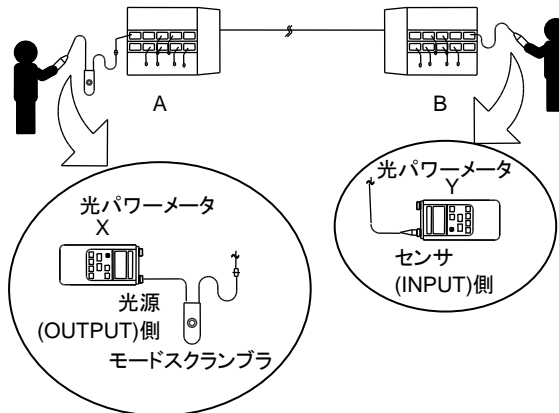 A
B
光パワーメータ
X
光源
(OUTPUT)側
モードスクランブラ
光パワーメータ
Y
センサ
(INPUT)側